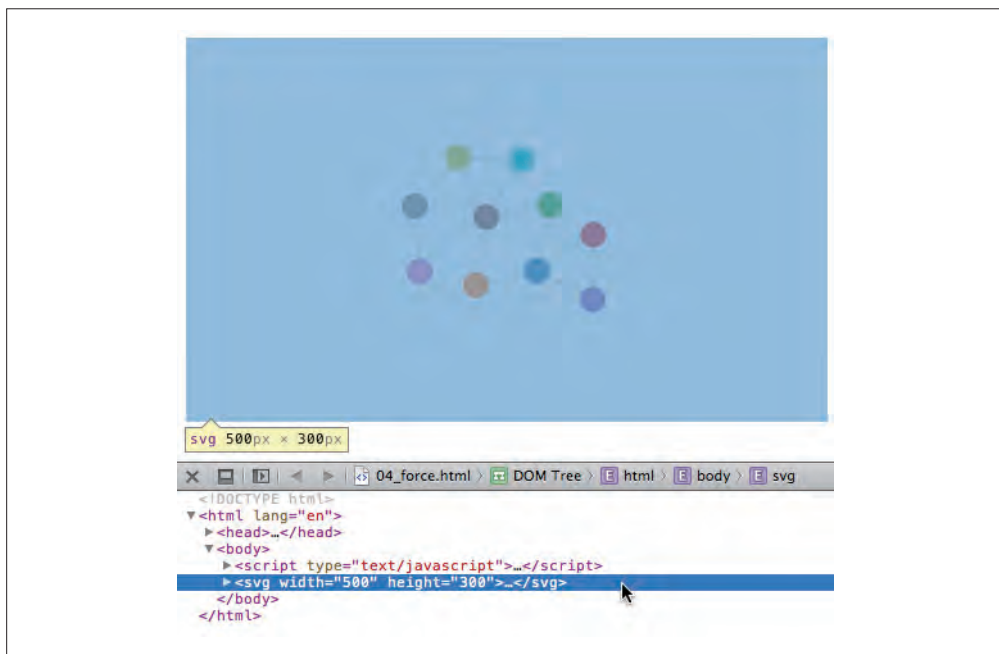 svg 500px × 300px
04_force.html DOM Tree E html E body E svg
<!DOCTYPE html>
▼<html lang="en">
▶<head>…</head>
▼<body>
▶<script type="text/javascript">…</script>
▶<svg width="500" height="300">…</svg>
</body>
</html>